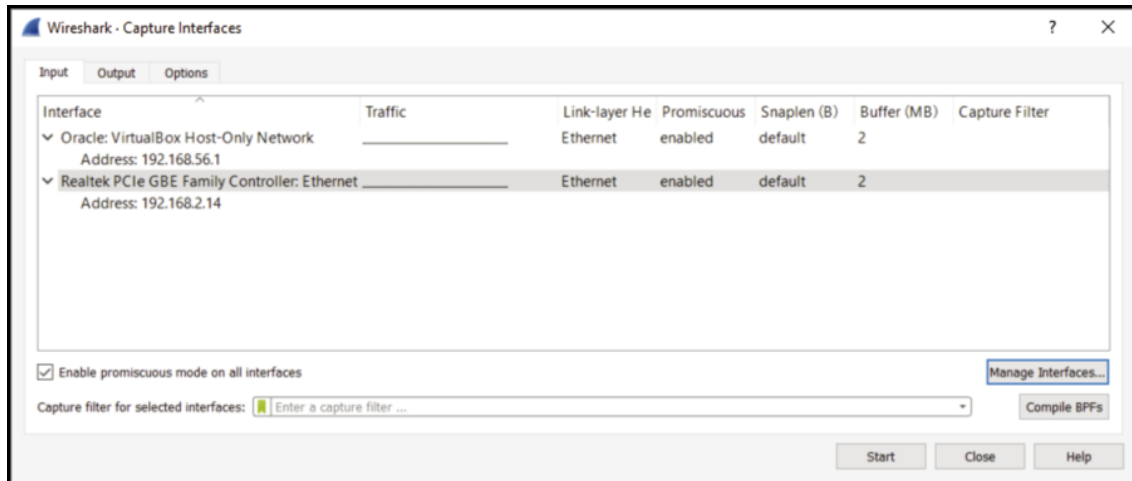 Wireshark · Capture Interfaces ? ×
Input Output Options
Interface Traffic Link-layer He Promiscuous Snaplen (B) Buffer (MB) Capture Filter
Oracle: VirtualBox Host-Only Network Ethernet enabled default 2
Address: 192.168.56.1
Realtek PCIe GBE Family Controller: Ethernet Ethernet enabled default 2
Address: 192.168.2.14
Enable promiscuous mode on all interfaces Manage Interfaces...
Capture filter for selected interfaces: Enter a capture filter ... Compile BPFs
Start Close Help